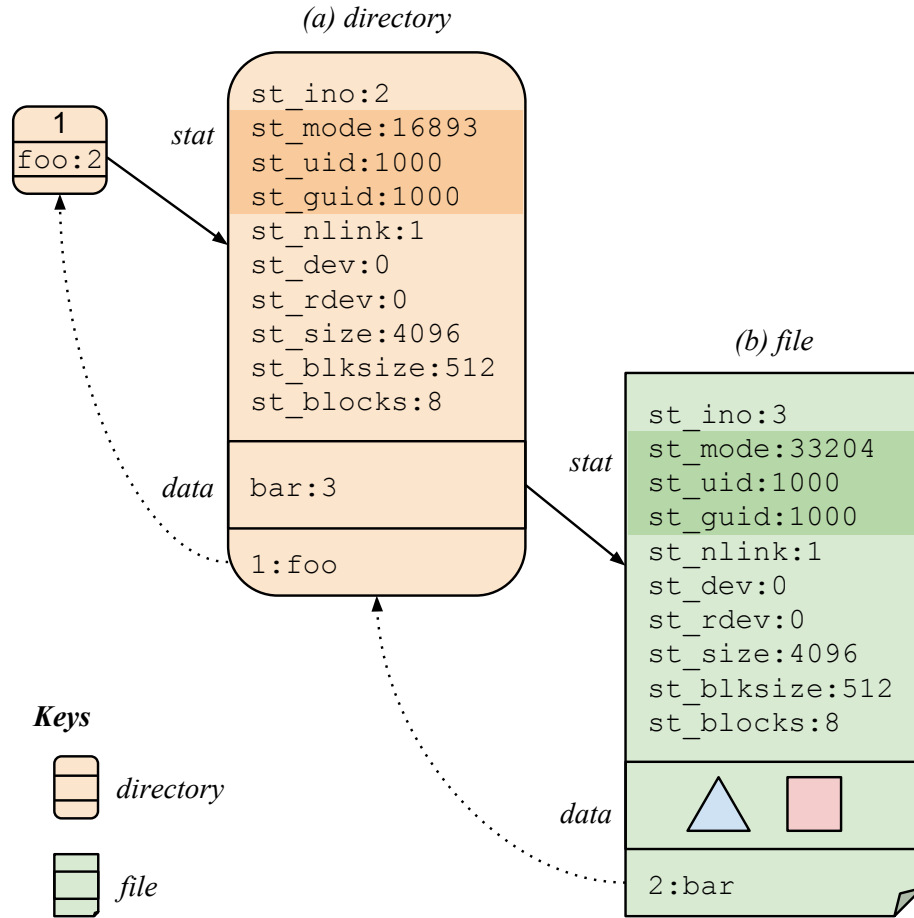 (a) directory
1
foo:2
stat
st_ino:2
st_mode:16893
st_uid:1000
st_guid:1000
st_nlink:1
st_dev:0
st_rdev:0
st_size:4096
st_blksize:512
st_blocks:8
data
bar:3
1:foo
(b) file
stat
st_ino:3
st_mode:33204
st_uid:1000
st_guid:1000
st_nlink:1
st_dev:0
st_rdev:0
st_size:4096
st_blksize:512
st_blocks:8
data
2:bar
Keys
directory
file